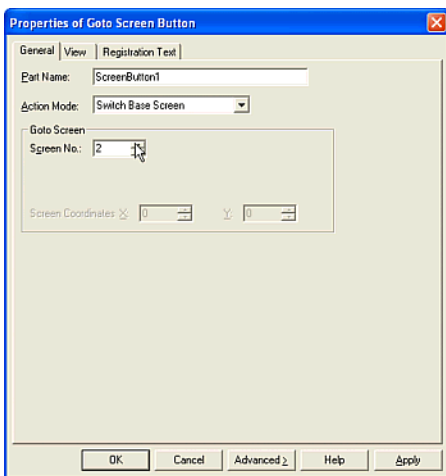 Properties of Goto Screen Button
General View Registration Text
Part Name: ScreenButton1
Action Mode: Switch Base Screen
Goto Screen
Screen No.: 2
Screen Coordinates X: 0 Y: 0
OK Cancel Advanced > Help Apply